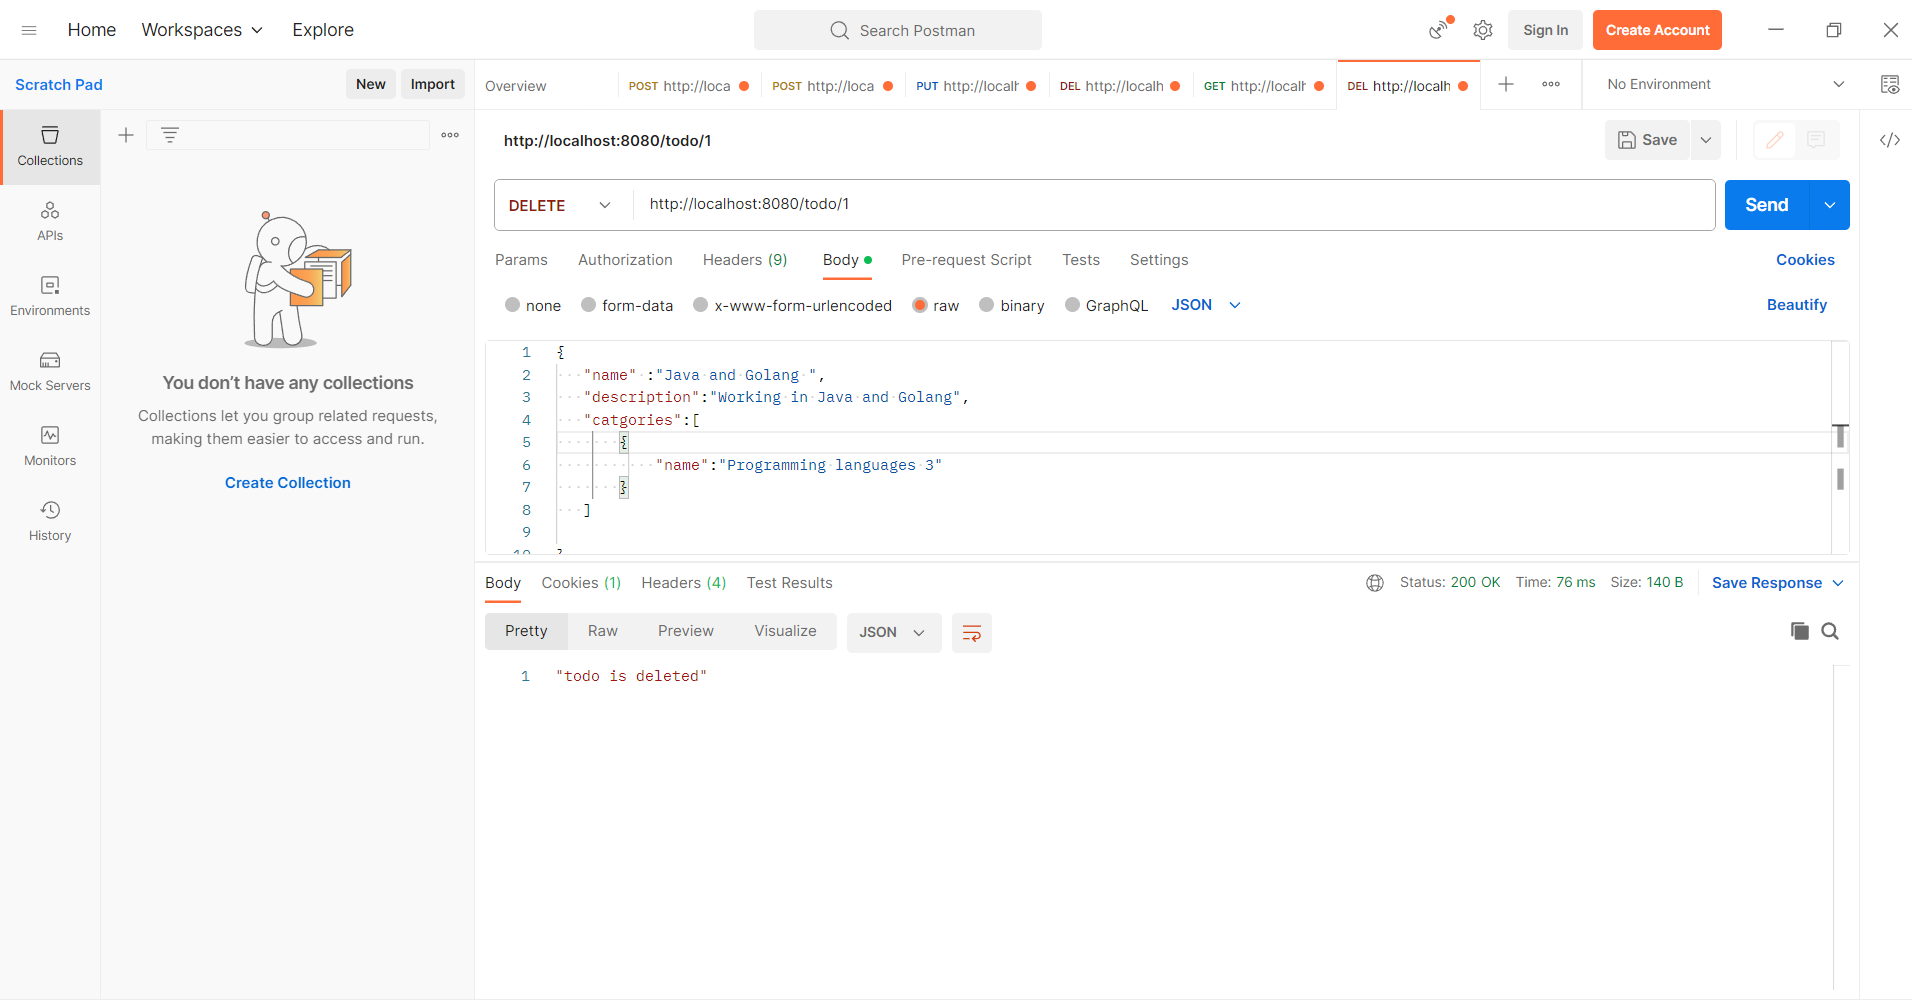 Home Workspaces Explore Search Postman Sign In Create Account
Scratch Pad New Import Overview POST http://loca POST http://loca PUT http://localh DEL http://localh GET http://localh DEL http://localh No Environment
Collections
APIs
Environments
Mock Servers
Monitors
History
You don’t have any collections
Collections let you group related requests,
making them easier to access and run.
Create Collection
http://localhost:8080/todo/1 Save
DELETE http://localhost:8080/todo/1 Send
Params Authorization Headers (9) Body Pre-request Script Tests Settings Cookies
none form-data x-www-form-urlencoded raw binary GraphQL JSON Beautify
1 {
2 "name" :"Java and Golang ",
3 "description":"Working in Java and Golang",
4 "catgories":[
5 {
6 "name":"Programming languages 3"
7 }
8 ]
9
10 }
Body Cookies (1) Headers (4) Test Results Status: 200 OK Time: 76 ms Size: 140 B Save Response
Pretty Raw Preview Visualize JSON
1 "todo is deleted"